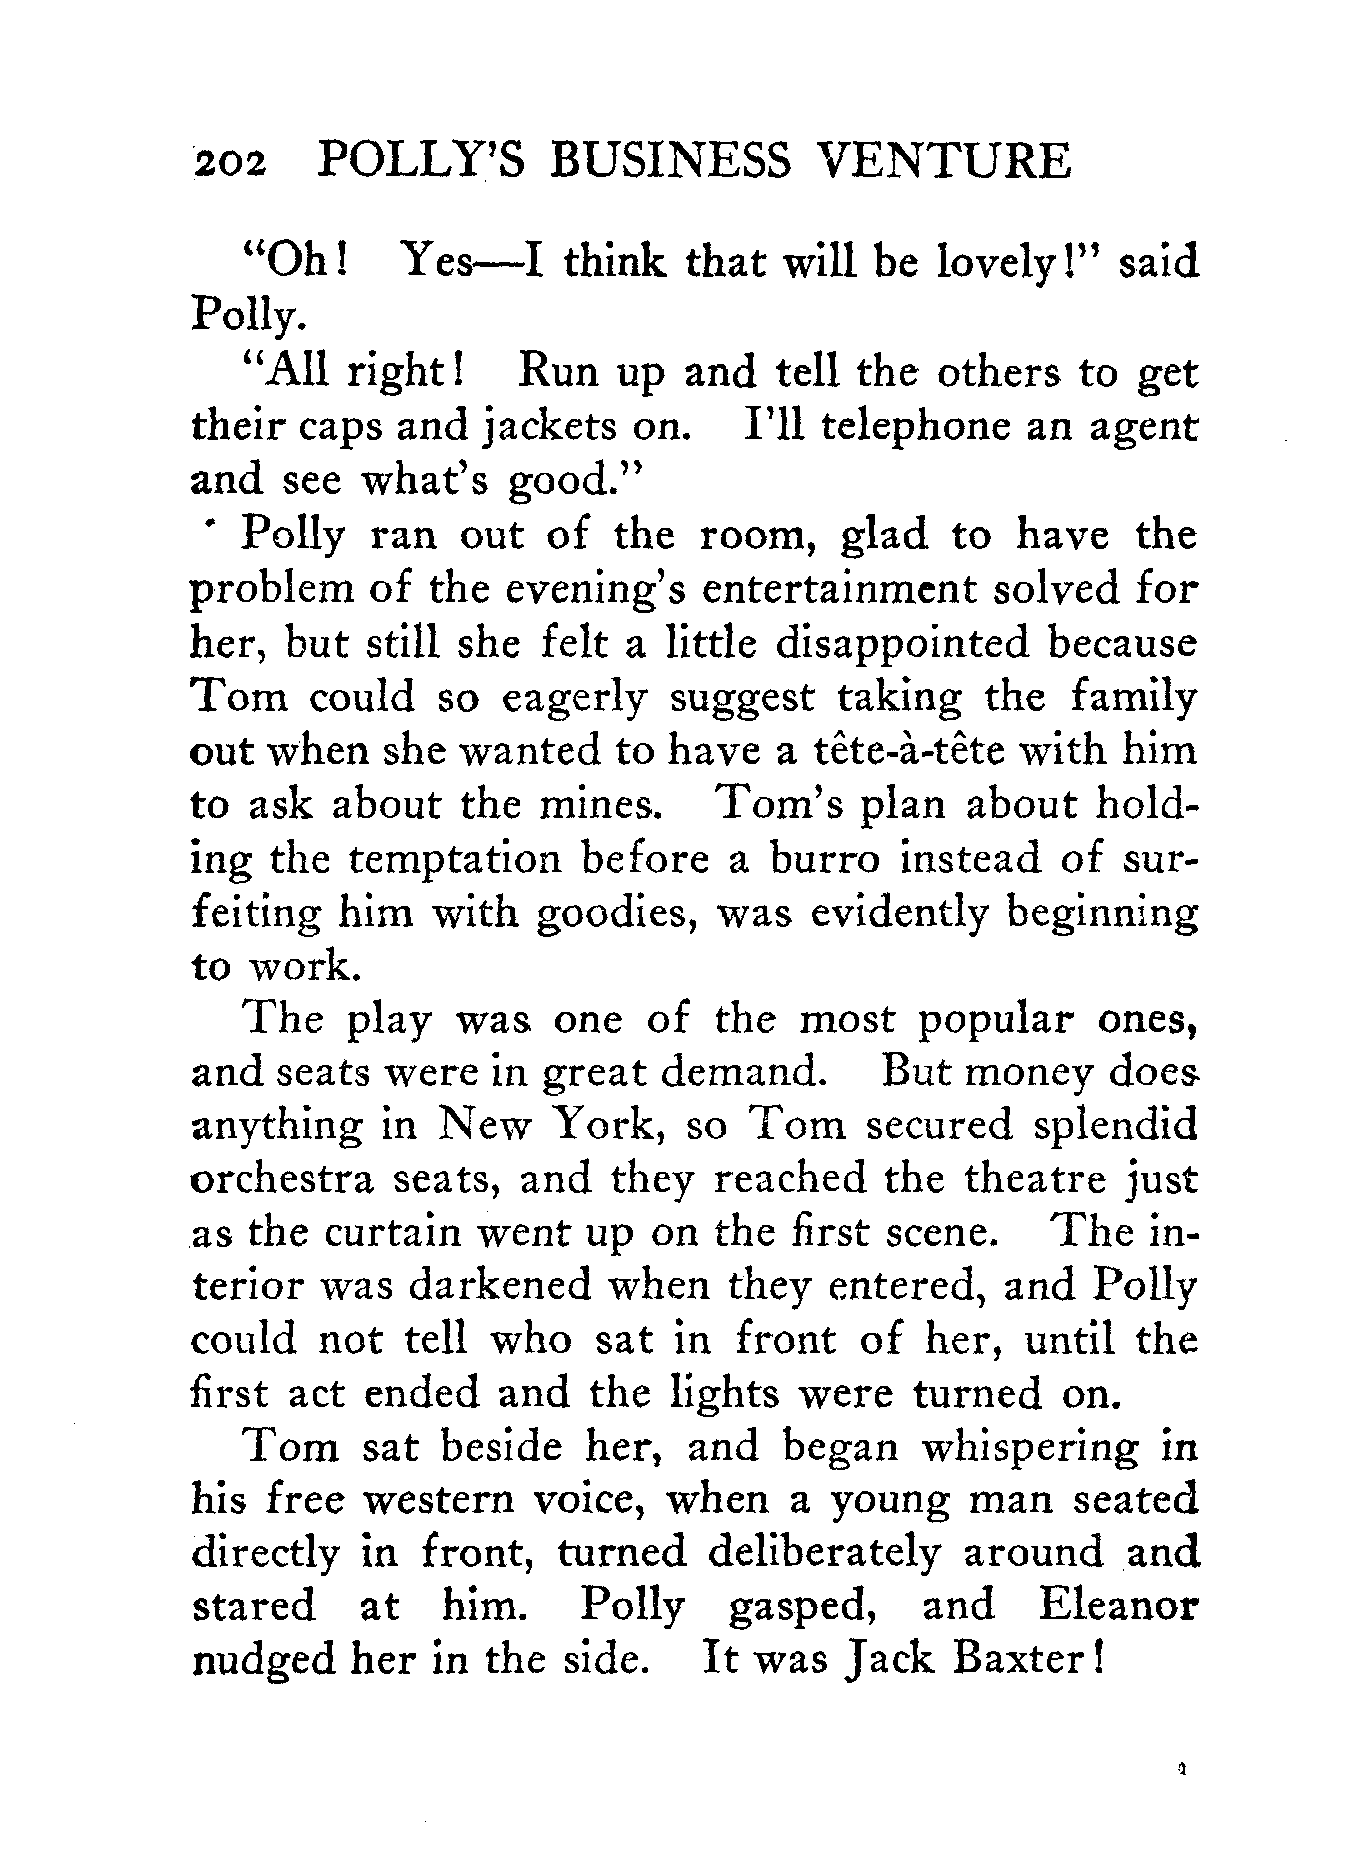 202 POLLY'S BUSINESS VENTURE
"Oh! Yes—I think that will be lovely!" said
Polly.
"All right! Run up and tell the others to get
their caps and jackets on. I'll telephone an agent
and see what's good."
Polly ran out of the room, glad to have the
problem of the evening's entertainment solved for
her, but still she felt a little disappointed because
Tom could so eagerly suggest taking the family
out when she wanted to have a tête-à-tête with him
to ask about the mines. Tom's plan about hold-
ing the temptation before a burro instead of sur-
feiting him with goodies, was evidently beginning
to work.
The play was one of the most popular ones,
and seats were in great demand. But money does
anything in New York, so Tom secured splendid
orchestra seats, and they reached the theatre just
as the curtain went up on the first scene. The in-
terior was darkened when they entered, and Polly
could not tell who sat in front of her, until the
first act ended and the lights were turned on.
Tom sat beside her, and began whispering in
his free western voice, when a young man seated
directly in front, turned deliberately around and
stared at him. Polly gasped, and Eleanor
nudged her in the side. It was Jack Baxter!